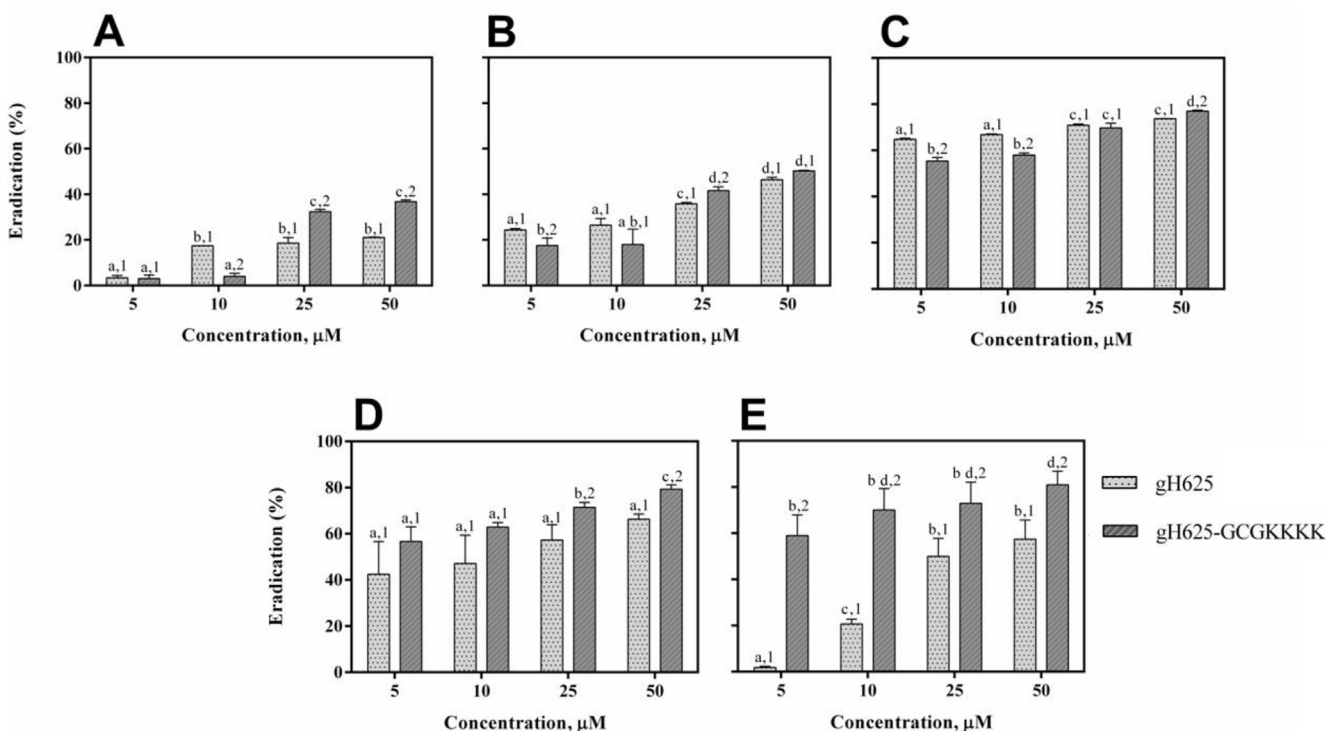 A
B
C
100
80
60
40
20
0
Eradication (%)
a,1 a,1 b,1 a,2 b,1 c,2 b,1 c,2
a,1 b,2 a,1 a b,1 c,1 d,2 d,1 d,1
a,1 b,2 a,1 b,2 c,1 c,1 c,1 d,2
5 10 25 50
5 10 25 50
5 10 25 50
Concentration, μM
Concentration, μM
Concentration, μM
D
E
100
80
60
40
20
0
Eradication (%)
a,1 a,1 a,1 a,1 a,1 b,2 a,1 c,2
a,1 b,2 c,1 b d,2 b,1 b d,2 b,1 d,2
5 10 25 50
5 10 25 50
Concentration, μM
Concentration, μM
gH625
gH625-GCGKKKK